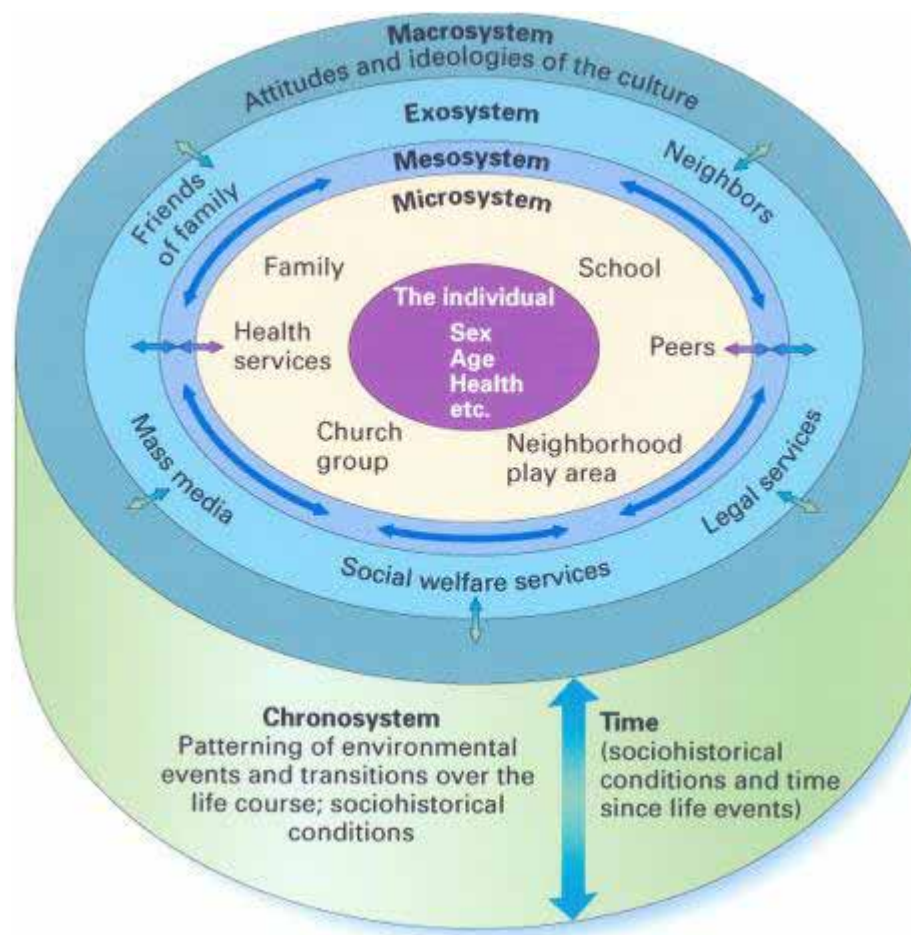 Macrosystem
Attitudes and ideologies of the culture
Exosystem
Mesosystem
Microsystem
Friends
of family
Neighbors
Family
School
The individual
Sex
Age
Health
etc.
Health
services
Peers
Church
group
Neighborhood
play area
Mass media
Legal services
Social welfare services
Chronosystem
Patterning of environmental
events and transitions over the
life course; sociohistorical
conditions
Time
(sociohistorical
conditions and time
since life events)